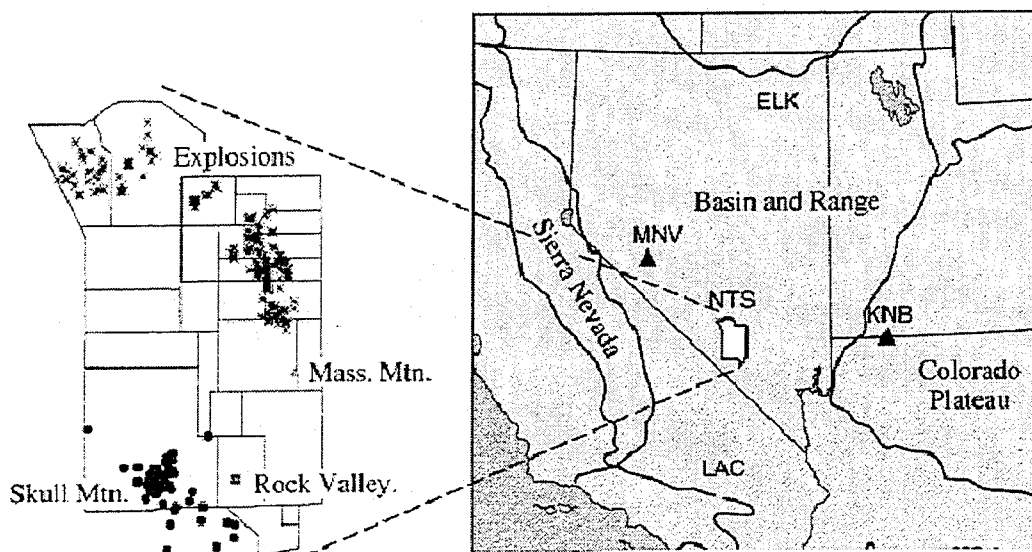 Explosions
Mass. Mtn.
Skull Mtn.
Rock Valley.
ELK
Basin and Range
MNV
Sierra Nevada
NTS
KNB
Colorado
Plateau
LAC